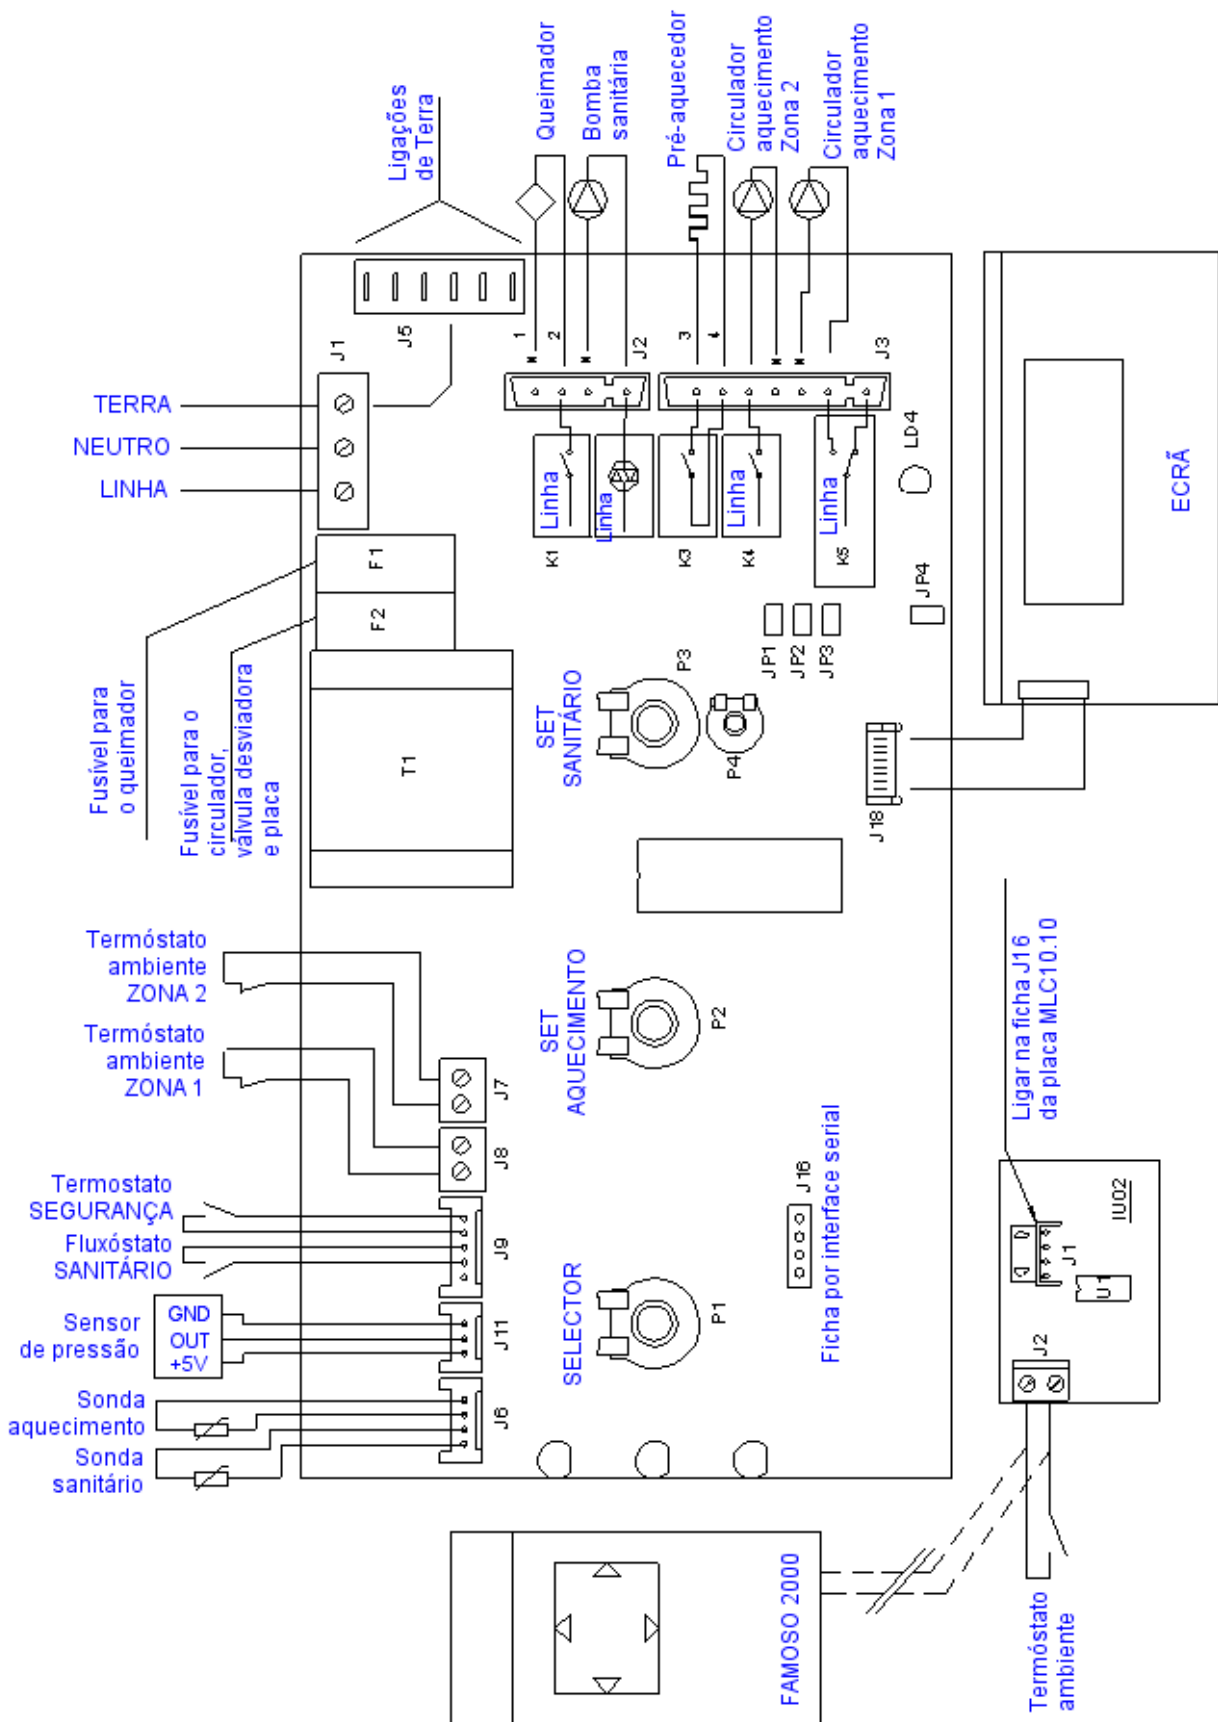 Queimador
Bomba
sanitária
Pré-aquecedor
Circulador
aquecimento
Zona 2
Circulador
aquecimento
Zona 1
Ligações
de Terra
J5
J1
TERRA
NEUTRO
LINHA
1
2
J2
3
4
J3
Linha
K1
Linha
K3
Linha
K4
Linha
K5
LD4
JP4
JP1
JP2
JP3
ECRÃ
F1
F2
T1
Fusível para
o queimador
Fusível para o
circulador,
válvula desviadora
e placa
SET
SANITÁRIO
P3
P4
J18
Termóstato
ambiente
ZONA 2
Termóstato
ambiente
ZONA 1
J7
J8
SET
AQUECIMENTO
P2
Ligar na ficha J16
da placa MLC10.10
Termostato
SEGURANÇA
Fluxóstato
SANITÁRIO
J9
Sensor
de pressão
GND
OUT
+5V
J11
SELECTOR
P1
J16
Ficha por interface serial
IU02
J1
U1
J2
Sonda
aquecimento
Sonda
sanitário
J6
FAMOSO 2000
Termóstato
ambiente